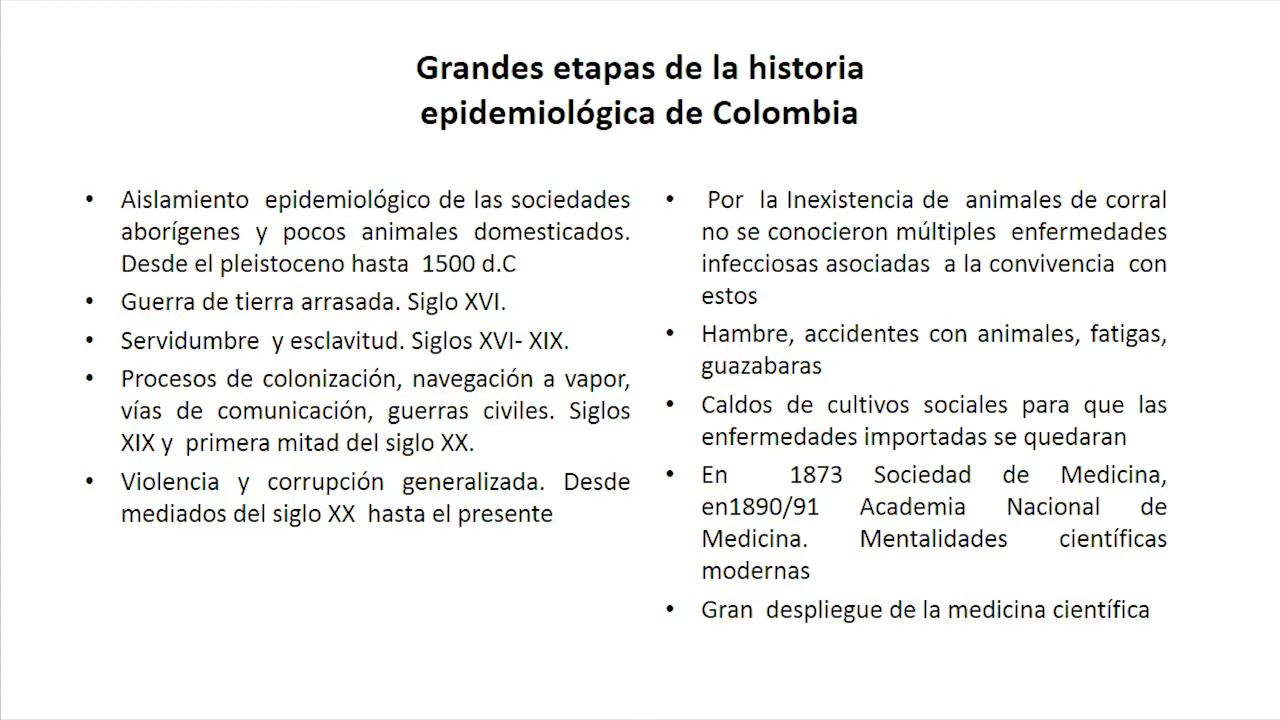 Grandes etapas de la historia
epidemiológica de Colombia
• Aislamiento epidemiológico de las sociedades
aborígenes y pocos animales domesticados.
Desde el pleistoceno hasta 1500 d.C
• Guerra de tierra arrasada. Siglo XVI.
• Servidumbre y esclavitud. Siglos XVI- XIX.
• Procesos de colonización, navegación a vapor,
vías de comunicación, guerras civiles. Siglos
XIX y primera mitad del siglo XX.
• Violencia y corrupción generalizada. Desde
mediados del siglo XX hasta el presente
• Por la Inexistencia de animales de corral
no se conocieron múltiples enfermedades
infecciosas asociadas a la convivencia con
estos
• Hambre, accidentes con animales, fatigas,
guazabaras
• Caldos de cultivos sociales para que las
enfermedades importadas se quedaran
• En 1873 Sociedad de Medicina,
en1890/91 Academia Nacional de
Medicina. Mentalidades científicas
modernas
• Gran despliegue de la medicina científica